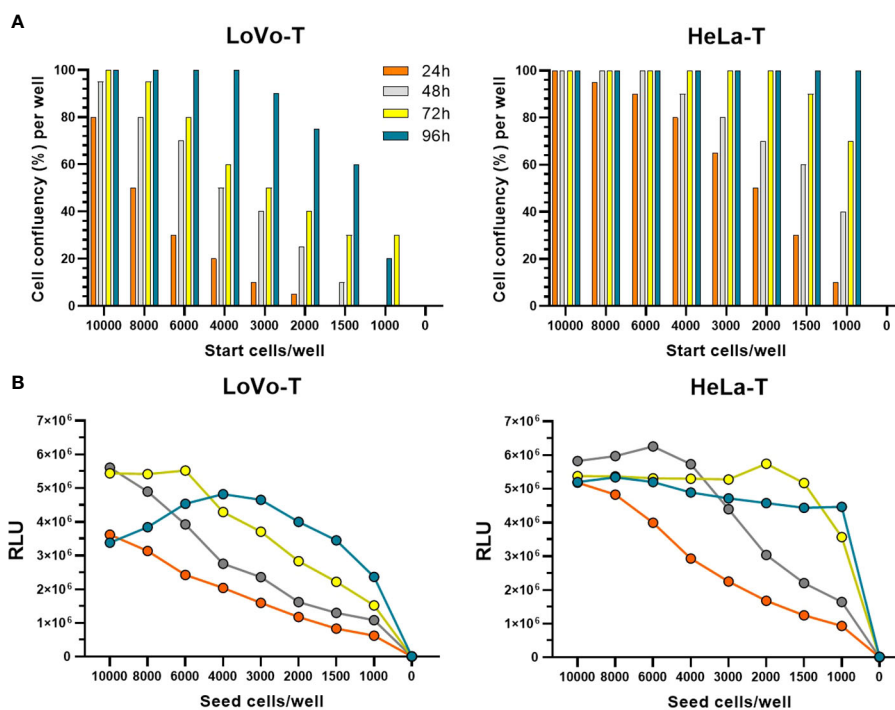 A
LoVo-T
HeLa-T
Cell confluency (%) per well
100
80
60
40
20
0
24h
48h
72h
96h
10000 8000 6000 4000 3000 2000 1500 1000 0
Start cells/well
Cell confluency (%) per well
100
80
60
40
20
0
10000 8000 6000 4000 3000 2000 1500 1000 0
Start cells/well
B
LoVo-T
HeLa-T
RLU
7×10⁶
6×10⁶
5×10⁶
4×10⁶
3×10⁶
2×10⁶
1×10⁶
0
10000 8000 6000 4000 3000 2000 1500 1000 0
Seed cells/well
RLU
7×10⁶
6×10⁶
5×10⁶
4×10⁶
3×10⁶
2×10⁶
1×10⁶
0
10000 8000 6000 4000 3000 2000 1500 1000 0
Seed cells/well